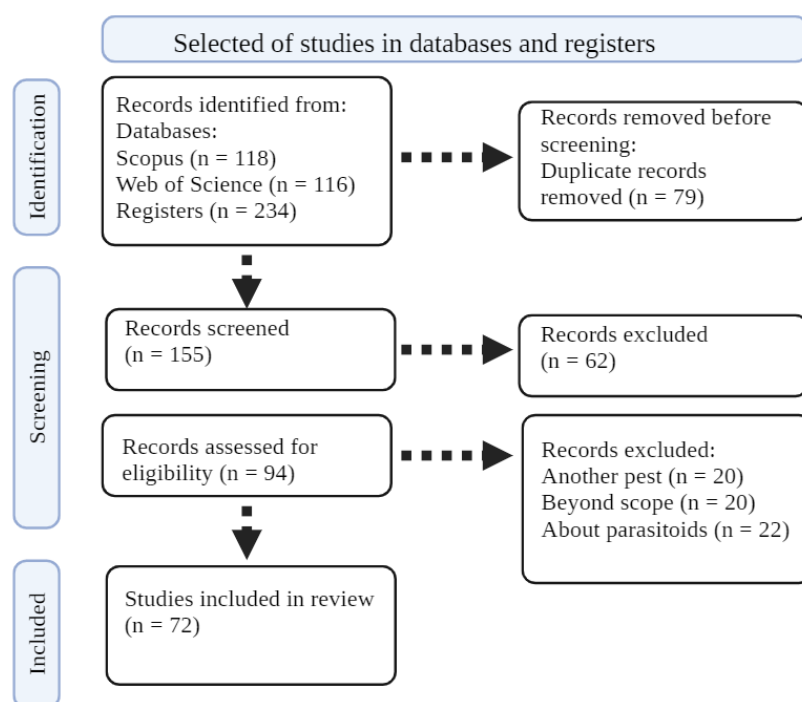 Selected of studies in databases and registers
Identification
Records identified from:
Databases:
Scopus (n = 118)
Web of Science (n = 116)
Registers (n = 234)
Records removed before
screening:
Duplicate records
removed (n = 79)
Screening
Records screened
(n = 155)
Records excluded
(n = 62)
Records assessed for
eligibility (n = 94)
Records excluded:
Another pest (n = 20)
Beyond scope (n = 20)
About parasitoids (n = 22)
Included
Studies included in review
(n = 72)